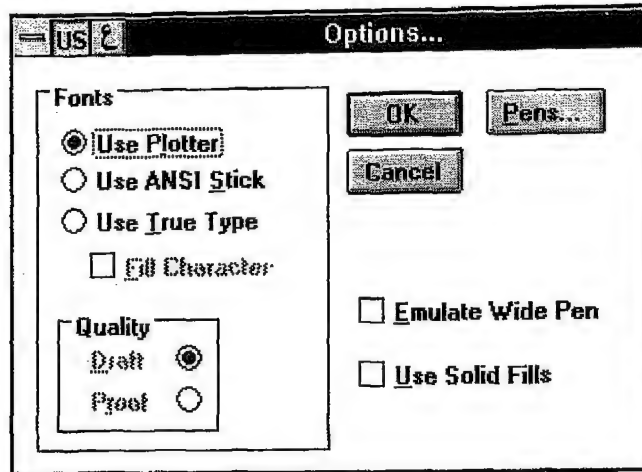 US ع Options...
Fonts
Use Plotter
Use ANSI Stick
Use True Type
Fill Character
Quality
Draft
Proof
OK
Pens...
Cancel
Emulate Wide Pen
Use Solid Fills